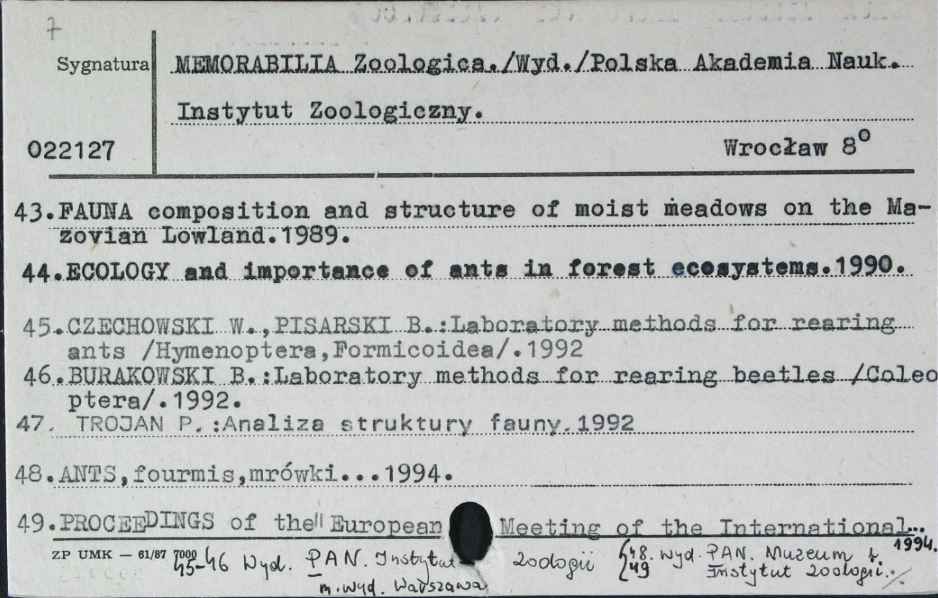 7
Sygnatura
MEMORABILIA Zoologica./Wyd./Polska Akademia Nauk.
Instytut Zoologiczny.
022127
Wrocław 8°
43.FAUNA composition and structure of moist meadows on the Ma-
zovian Lowland.1989.
44.ECOLOGY and importance of ants in forest ecosystems.1990.
45.CZECHOWSKI W.,PISARSKI B.:Laboratory methods for rearing
ants /Hymenoptera,Formicoidea/.1992
46.BURAKOWSKI B.:Laboratory methods for rearing beetles /Coleo
ptera/.1992.
47. TROJAN P.:Analiza struktury fauny.1992
48.ANTS,fourmis,mrówki...1994.
49.PROCEEDINGS of the II European Meeting of the International...
1994.
ZP UMK — 61/87 7000
45-46 Wyd. PAN. Instytut zoologii
m. wyd. Warszawa
48. wyd. PAN. Muzeum i
49 Instytut zoologii.